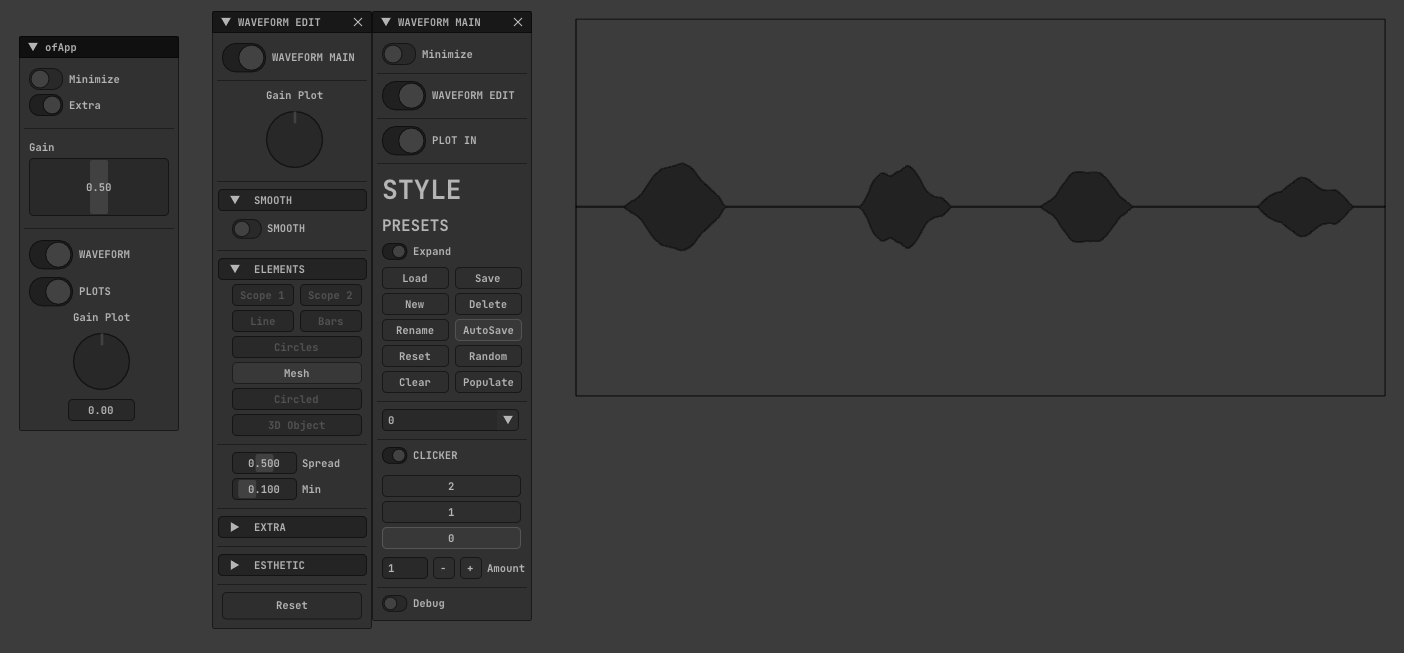 ofApp
Minimize
Extra
Gain
0.50
WAVEFORM
PLOTS
Gain Plot
0.00
WAVEFORM EDIT
WAVEFORM MAIN
Gain Plot
SMOOTH
SMOOTH
ELEMENTS
Scope 1 Scope 2
Line Bars
Circles
Mesh
Circled
3D Object
0.500 Spread
0.100 Min
EXTRA
ESTHETIC
Reset
WAVEFORM MAIN
Minimize
WAVEFORM EDIT
PLOT IN
STYLE
PRESETS
Expand
Load Save
New Delete
Rename AutoSave
Reset Random
Clear Populate
0
CLICKER
2
1
0
1 - + Amount
Debug